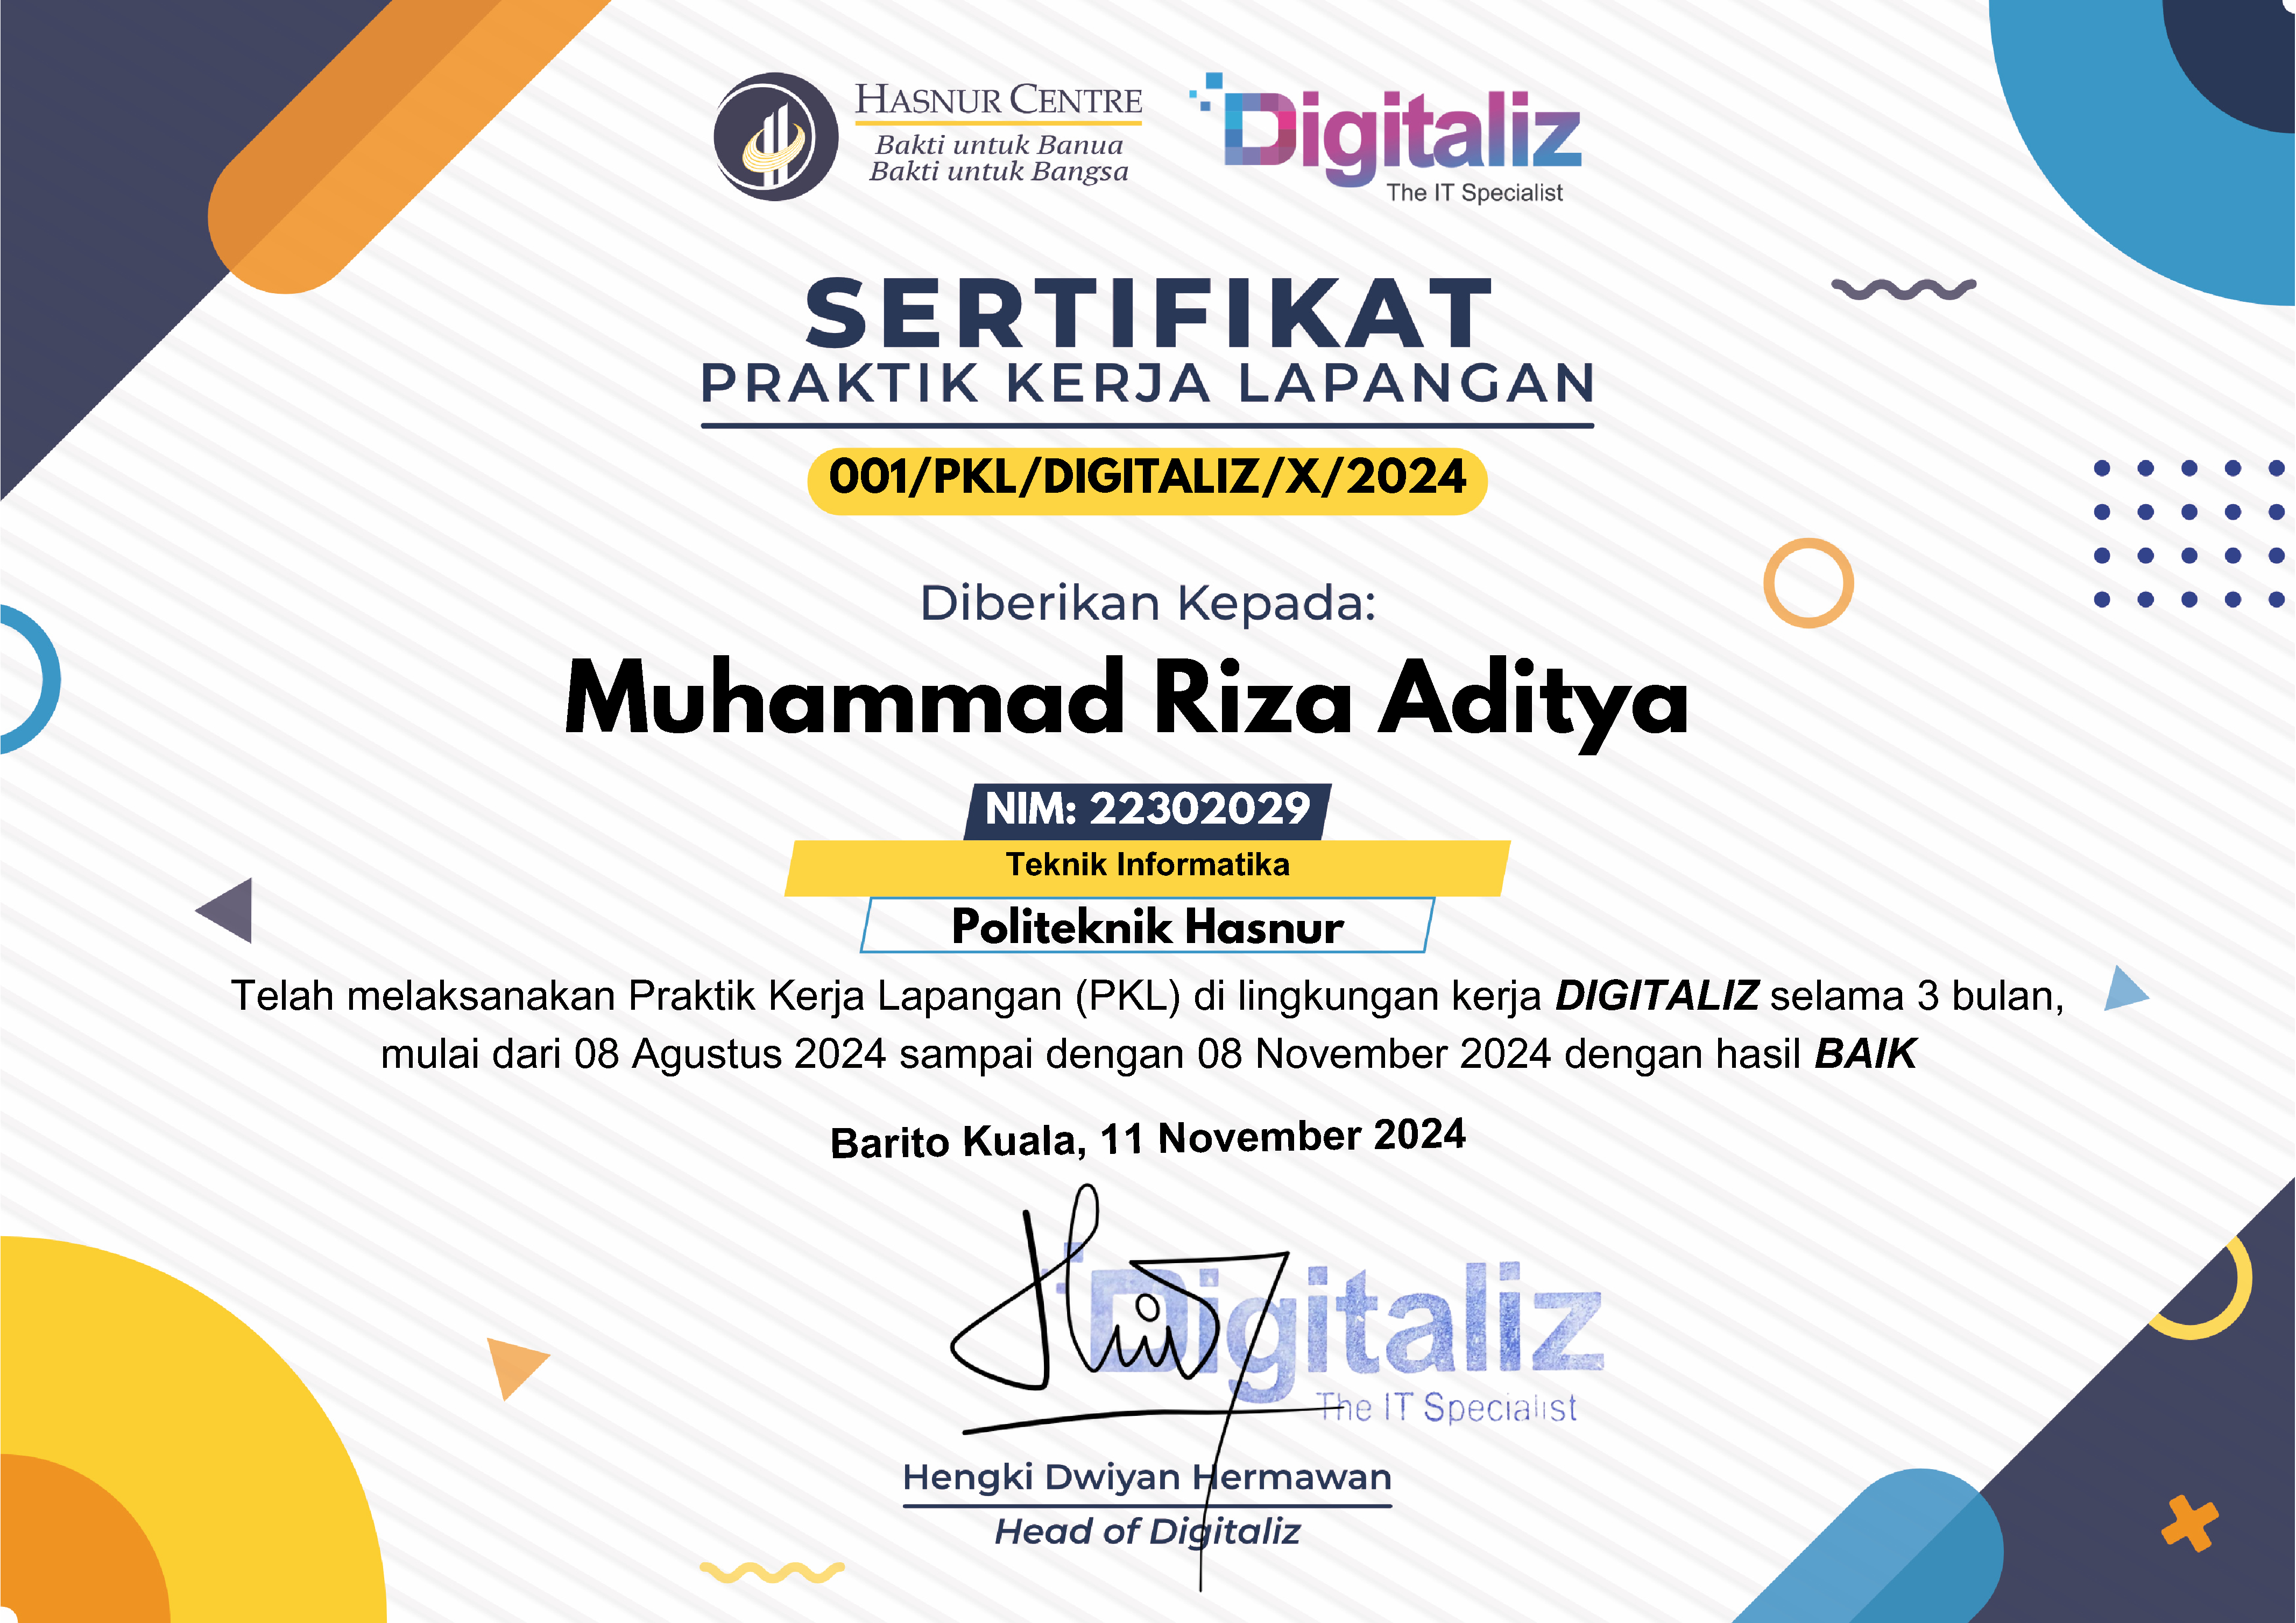 HASNUR CENTRE
Bakti untuk Banua
Bakti untuk Bangsa
Digitaliz
The IT Specialist
SERTIFIKAT
PRAKTIK KERJA LAPANGAN
001/PKL/DIGITALIZ/X/2024
Diberikan Kepada:
Muhammad Riza Aditya
NIM: 22302029
Teknik Informatika
Politeknik Hasnur
Telah melaksanakan Praktik Kerja Lapangan (PKL) di lingkungan kerja DIGITALIZ selama 3 bulan,
mulai dari 08 Agustus 2024 sampai dengan 08 November 2024 dengan hasil BAIK
Barito Kuala, 11 November 2024
Digitaliz
The IT Specialist
Hengki Dwiyan Hermawan
Head of Digitaliz